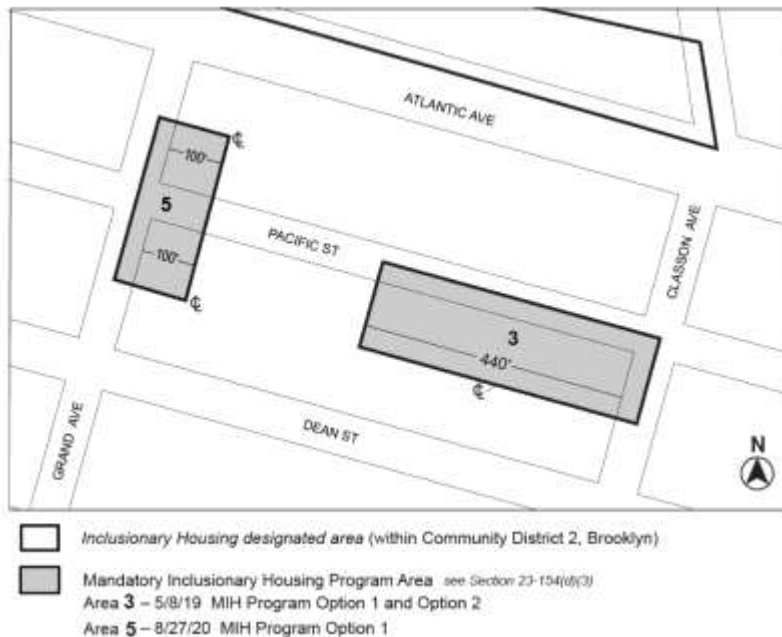 ATLANTIC AVE
100'
5
PACIFIC ST
CLASSON AVE
100'
3
440'
DEAN ST
GRAND AVE
N
Inclusionary Housing designated area (within Community District 2, Brooklyn)
Mandatory Inclusionary Housing Program Area see Section 23-154(d)(3)
Area 3 – 5/8/19 MIH Program Option 1 and Option 2
Area 5 – 8/27/20 MIH Program Option 1